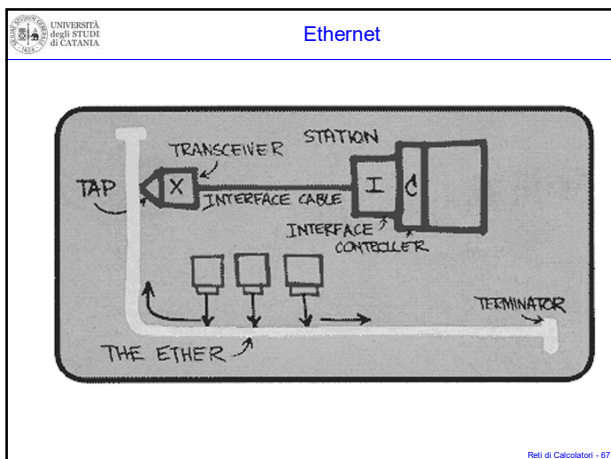 UNIVERSITÀ
degli STUDI
di CATANIA
Ethernet
STATION
TRANSCEIVER
TAP
X
I
C
INTERFACE CABLE
INTERFACE
CONTROLLER
TERMINATOR
THE ETHER
Reti di Calcolatori - 67